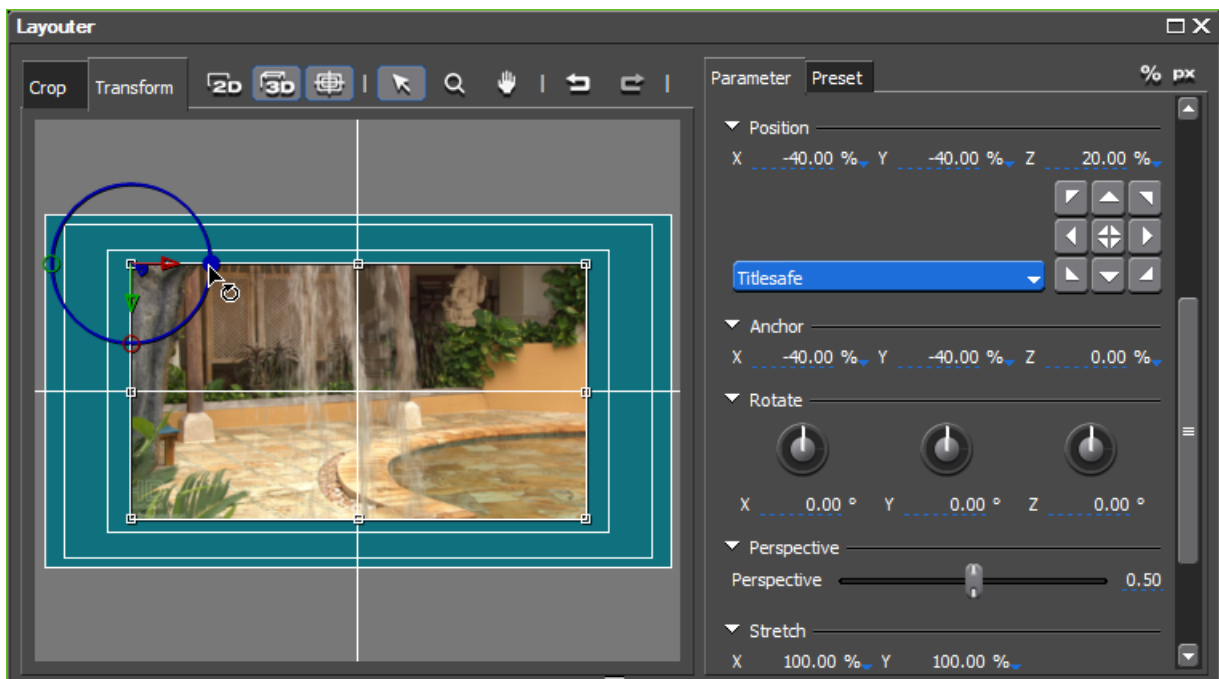 Layouter
Crop Transform 2D 3D
Parameter Preset % px
Position
X -40.00 % Y -40.00 % Z 20.00 %
Titlesafe
Anchor
X -40.00 % Y -40.00 % Z 0.00 %
Rotate
X 0.00 ° Y 0.00 ° Z 0.00 °
Perspective
Perspective 0.50
Stretch
X 100.00 % Y 100.00 %